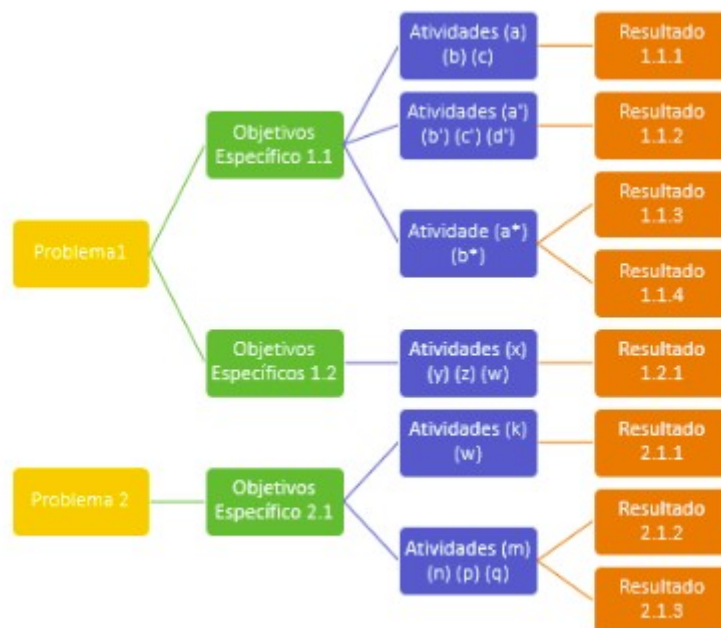 Problema1
Objetivos
Específico 1.1
Atividades (a)
(b) (c)
Resultado
1.1.1
Atividades (a')
(b') (c') (d')
Resultado
1.1.2
Atividade (a*)
(b*)
Resultado
1.1.3
Resultado
1.1.4
Objetivos
Específicos 1.2
Atividades (x)
(y) (z) (w)
Resultado
1.2.1
Problema 2
Objetivos
Específico 2.1
Atividades (k)
(w)
Resultado
2.1.1
Atividades (m)
(n) (p) (q)
Resultado
2.1.2
Resultado
2.1.3